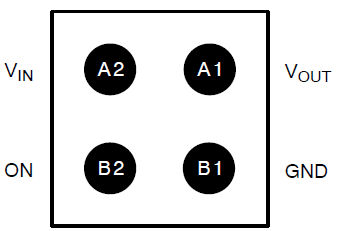 VIN A2 A1 VOUT
ON B2 B1 GND